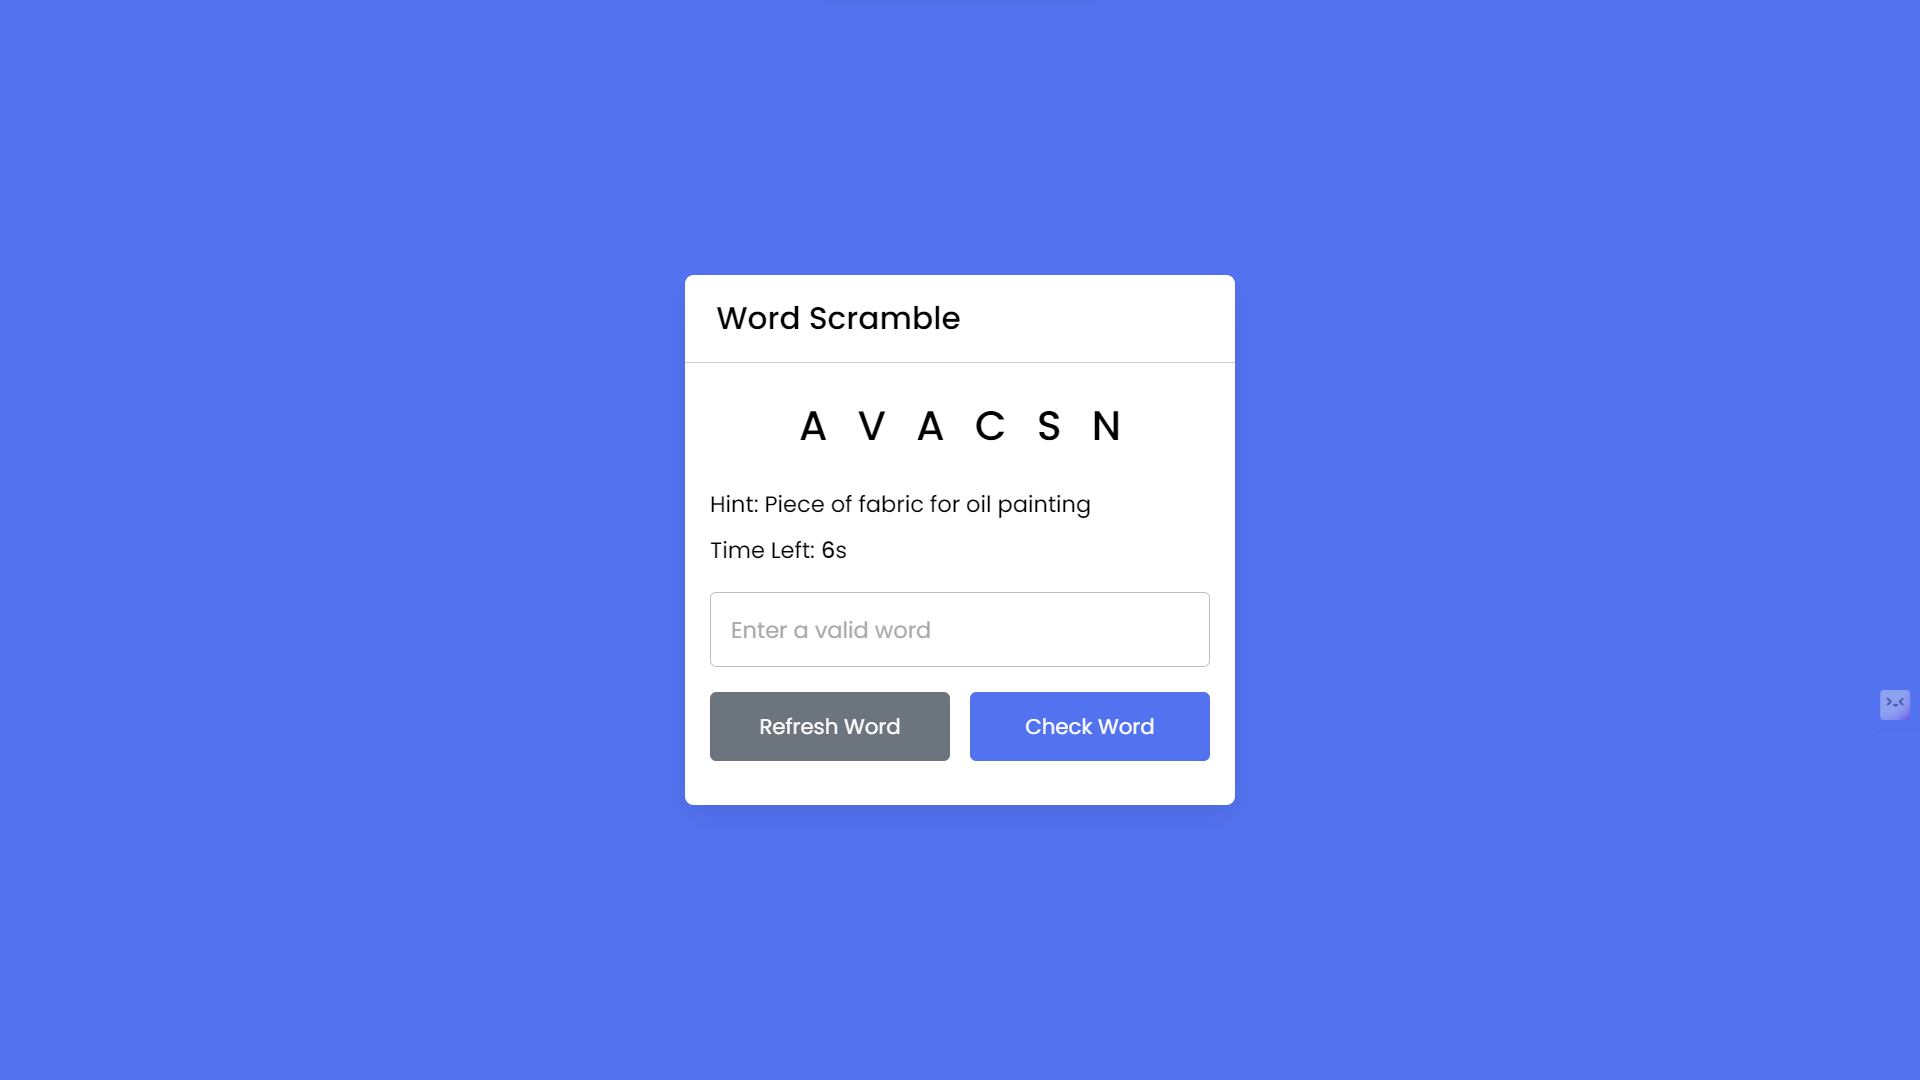 Word Scramble
A V A C S N
Hint: Piece of fabric for oil painting
Time Left: 6s
Enter a valid word
Refresh Word
Check Word